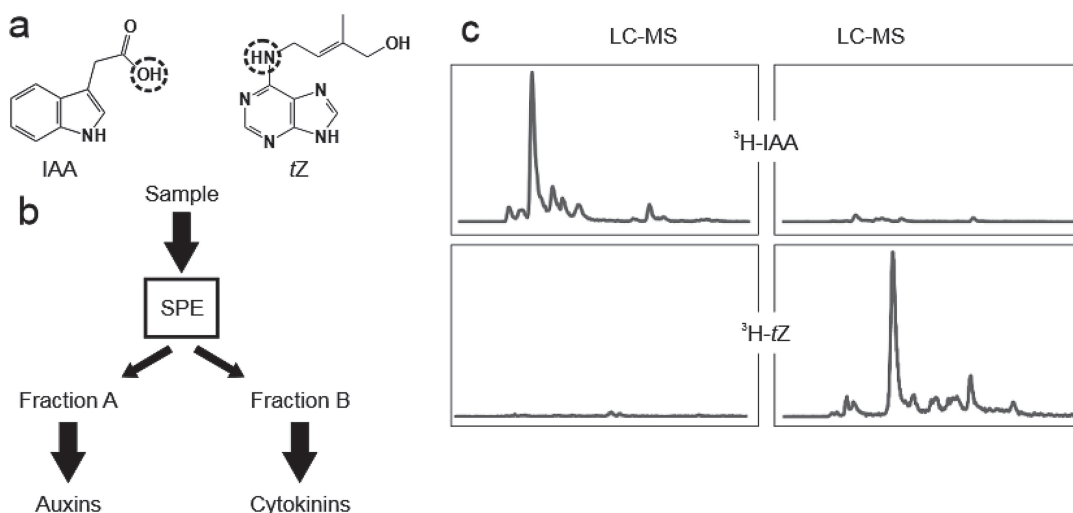 a
O
OH
NH
IAA
HN
OH
N
N
N
NH
tZ
b
Sample
SPE
Fraction A
Fraction B
Auxins
Cytokinins
c
LC-MS
LC-MS
³H-IAA
³H-tZ